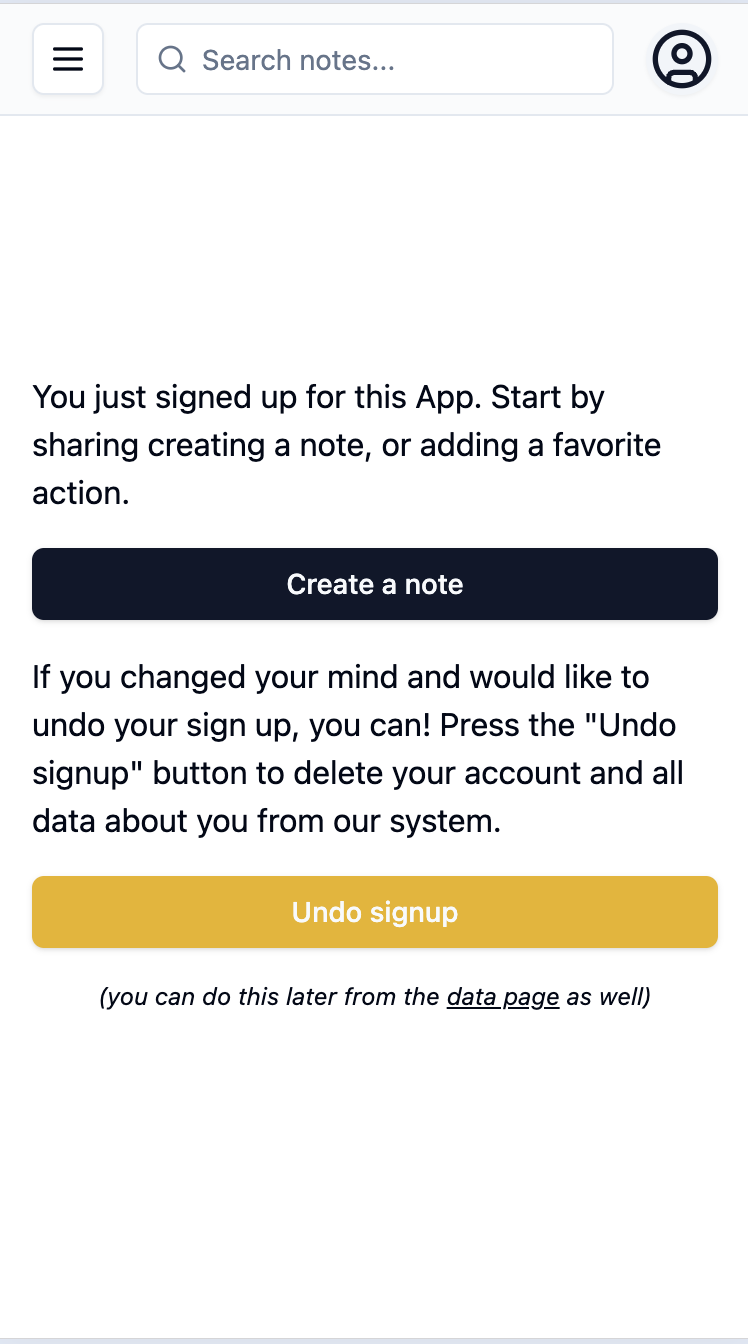 Search notes...
You just signed up for this App. Start by
sharing creating a note, or adding a favorite
action.
Create a note
If you changed your mind and would like to
undo your sign up, you can! Press the "Undo
signup" button to delete your account and all
data about you from our system.
Undo signup
(you can do this later from the data page as well)